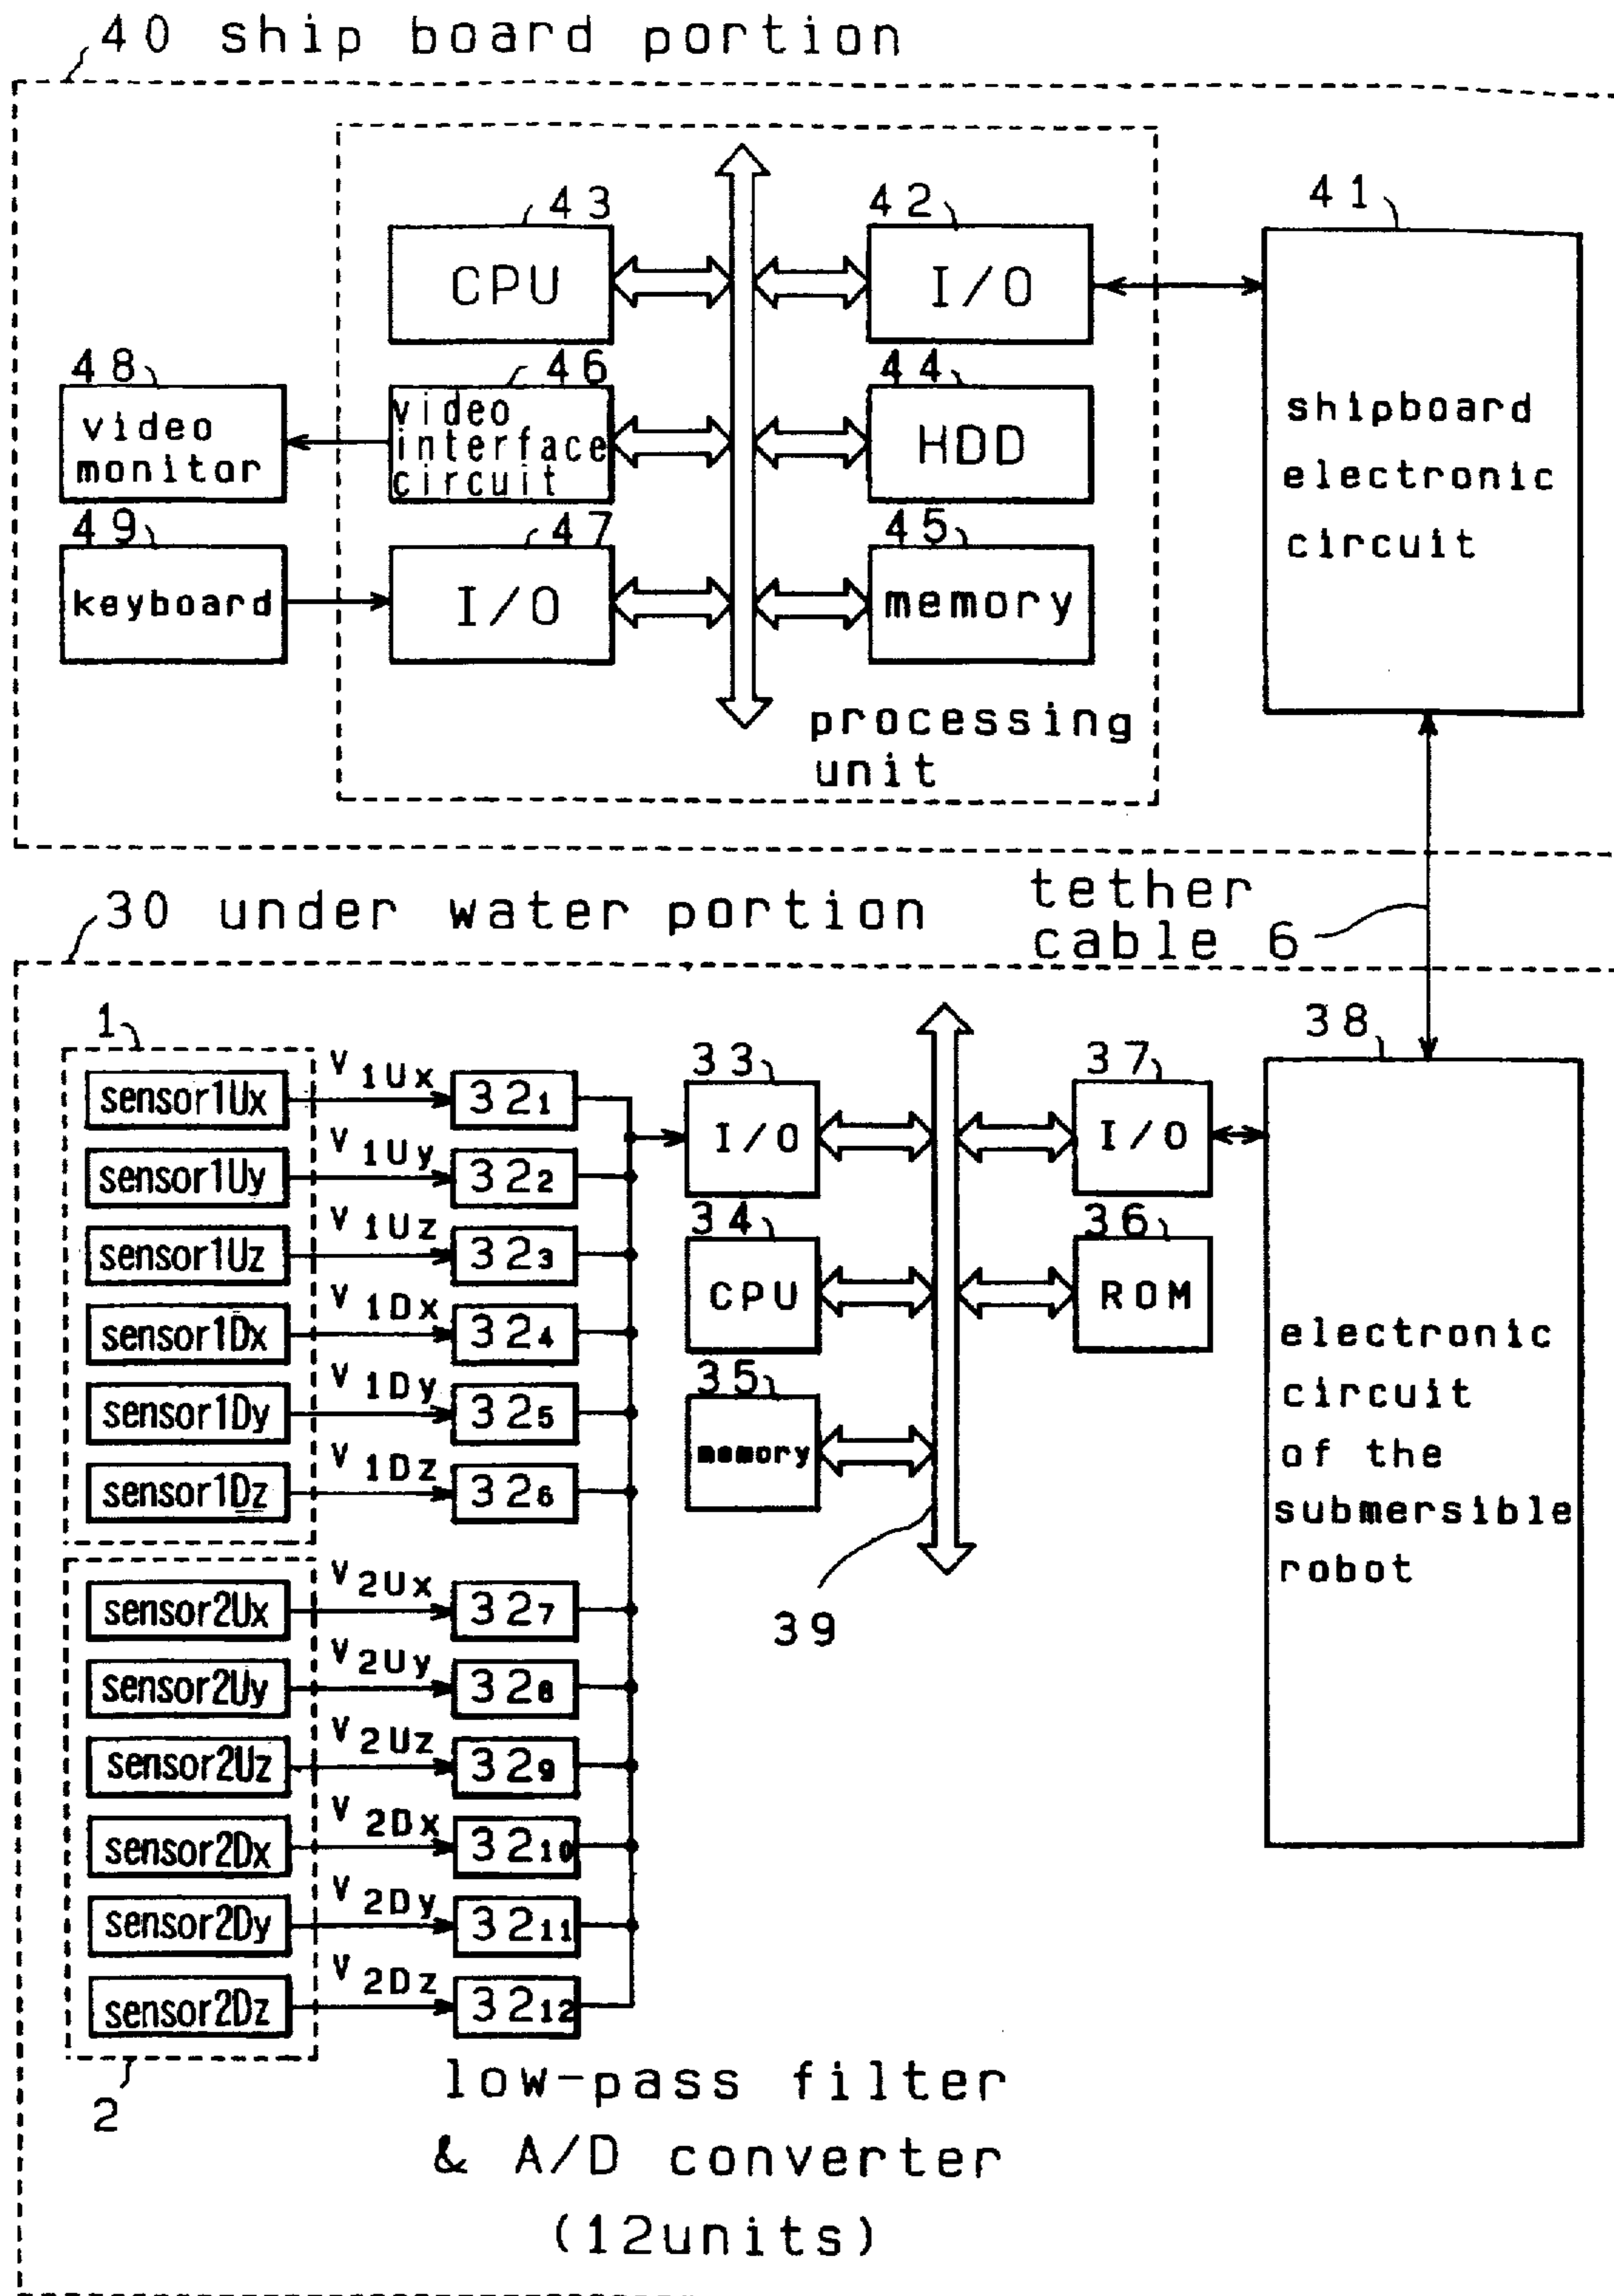 40 ship board portion
43
42
41
CPU
I/O
48
46
44
video
monitor
video
interface
circuit
HDD
shipboard
electronic
circuit
49
47
45
keyboard
I/O
memory
processing
unit
tether
cable 6
30 under water portion
1
sensor1Ux
V1Ux
321
sensor1Uy
V1Uy
322
sensor1Uz
V1Uz
323
sensor1Dx
V1Dx
324
sensor1Dy
V1Dy
325
sensor1Dz
V1Dz
326
sensor2Ux
V2Ux
327
sensor2Uy
V2Uy
328
sensor2Uz
V2Uz
329
sensor2Dx
V2Dx
3210
sensor2Dy
V2Dy
3211
sensor2Dz
V2Dz
3212
2
33
I/O
34
CPU
35
memory
39
37
I/O
36
ROM
38
electronic
circuit
of the
submersible
robot
low-pass filter
& A/D converter
(12units)